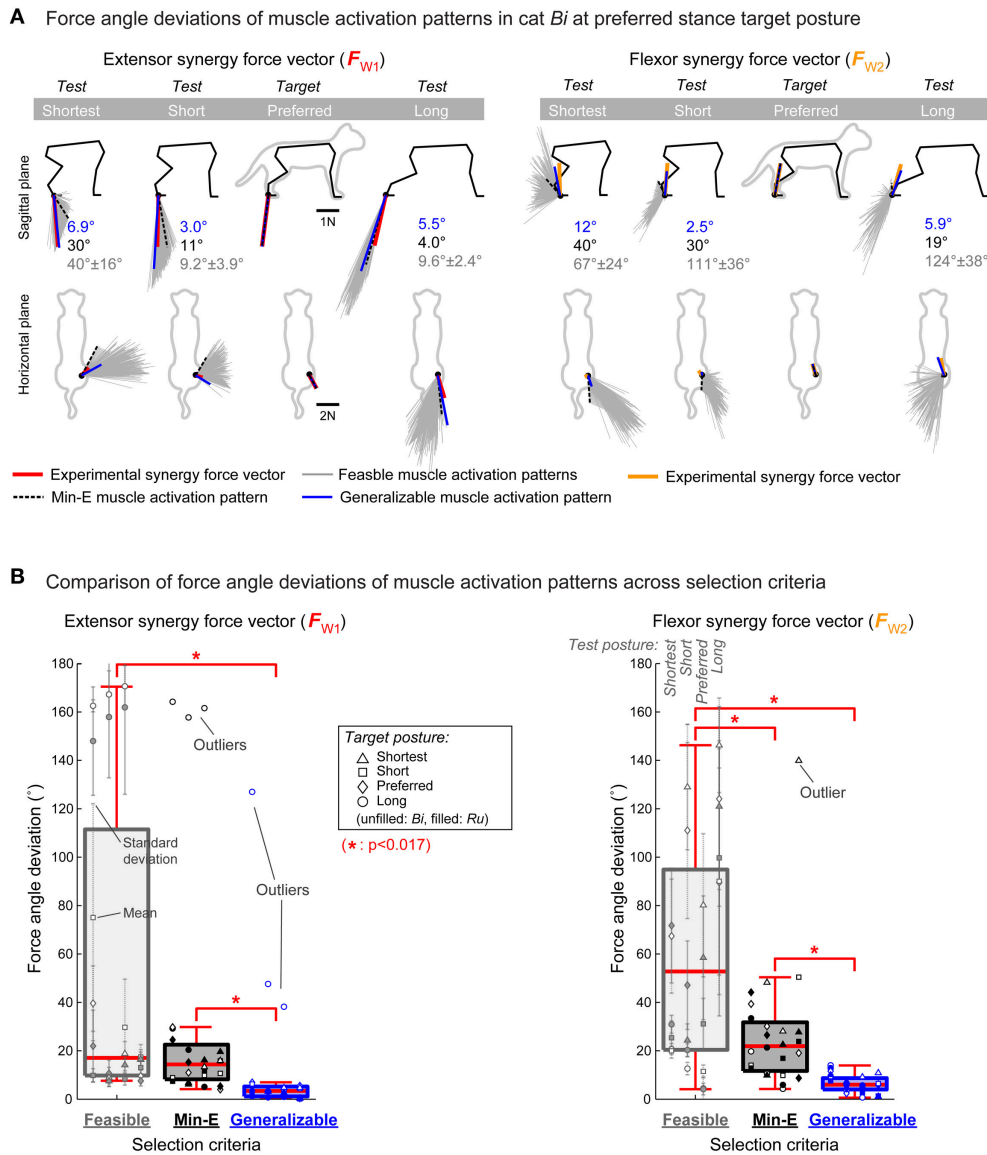 A Force angle deviations of muscle activation patterns in cat Bi at preferred stance target posture
Extensor synergy force vector (F W1)
Flexor synergy force vector (F W2)
Test Test Target Test
Shortest Short Preferred Long
Test Test Target Test
Shortest Short Preferred Long
Sagittal plane
6.9°
30°
40°±16°
3.0°
11°
9.2°±3.9°
1N
5.5°
4.0°
9.6°±2.4°
12°
40°
67°±24°
2.5°
30°
111°±36°
5.9°
19°
124°±38°
Horizontal plane
2N
Experimental synergy force vector
Feasble muscle activation patterns
Experimental synergy force vector
Min-E muscle activation pattern
Generalizable muscle activation pattern
B Comparison of force angle deviations of muscle activation patterns across selection criteria
Extensor synergy force vector (F W1)
Force angle deviation (°)
180
160
140
120
100
80
60
40
20
0
*
Outliers
Standard
deviation
Mean
Outliers
*
Feasible Min-E Generalizable
Selection criteria
Target posture:
Shortest
Short
Preferred
Long
(unfilled: Bi, filled: Ru)
(*: p<0.017)
Flexor synergy force vector (F W2)
Test posture:
Shortest
Short
Preferred
Long
Force angle deviation (°)
180
160
140
120
100
80
60
40
20
0
*
*
Outlier
*
Feasible Min-E Generalizable
Selection criteria